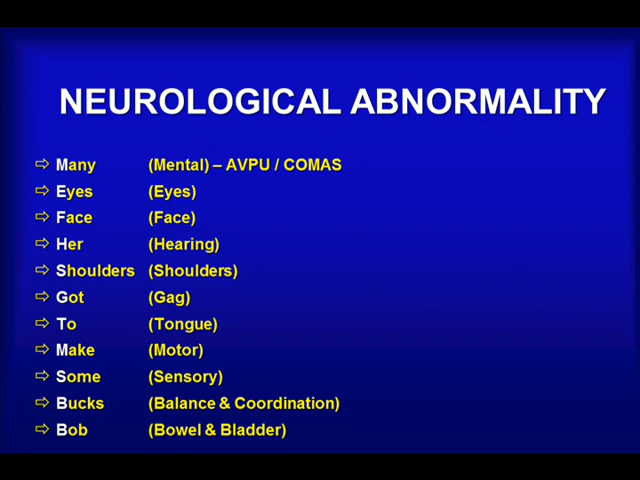 NEUROLOGICAL ABNORMALITY
⇨ Many (Mental) – AVPU / COMAS
⇨ Eyes (Eyes)
⇨ Face (Face)
⇨ Her (Hearing)
⇨ Shoulders (Shoulders)
⇨ Got (Gag)
⇨ To (Tongue)
⇨ Make (Motor)
⇨ Some (Sensory)
⇨ Bucks (Balance & Coordination)
⇨ Bob (Bowel & Bladder)